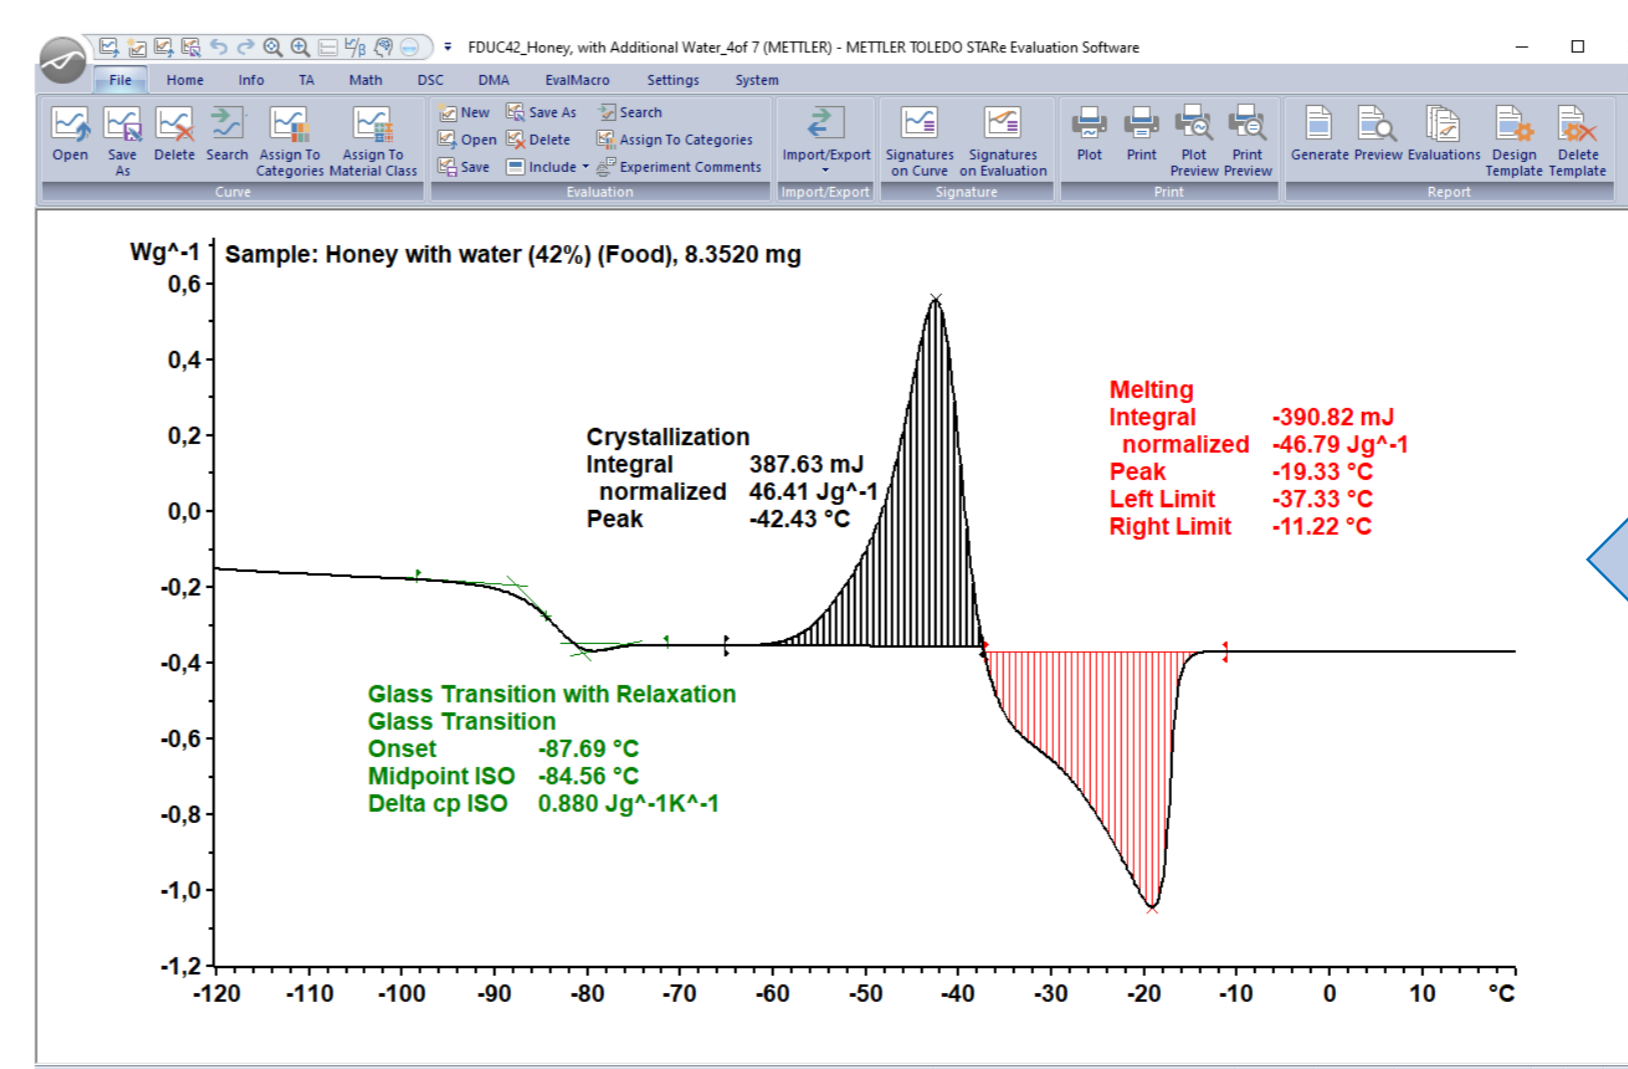 FDUC42_Honey, with Additional Water_4of 7 (METTLER) - METTLER TOLEDO STARe Evaluation Software
File Home Info TA Math DSC DMA EvalMacro Settings System
New Save As Search
Open Delete Assign To Categories
Save Include Experiment Comments
Open Save As Delete Search Assign To Categories Assign To Material Class
Import/Export
Signatures on Curve Signatures on Evaluation
Plot Print Plot Preview Print Preview
Generate Preview Evaluations Design Template Delete Template
Curve Evaluation Import/Export Signature Print Report
Wg^-1
Sample: Honey with water (42%) (Food), 8.3520 mg
0,6
0,4
0,2
0,0
-0,2
-0,4
-0,6
-0,8
-1,0
-1,2
Crystallization
Integral 387.63 mJ
normalized 46.41 Jg^-1
Peak -42.43 °C
Melting
Integral -390.82 mJ
normalized -46.79 Jg^-1
Peak -19.33 °C
Left Limit -37.33 °C
Right Limit -11.22 °C
Glass Transition with Relaxation
Glass Transition
Onset -87.69 °C
Midpoint ISO -84.56 °C
Delta cp ISO 0.880 Jg^-1K^-1
-120 -110 -100 -90 -80 -70 -60 -50 -40 -30 -20 -10 0 10 °C